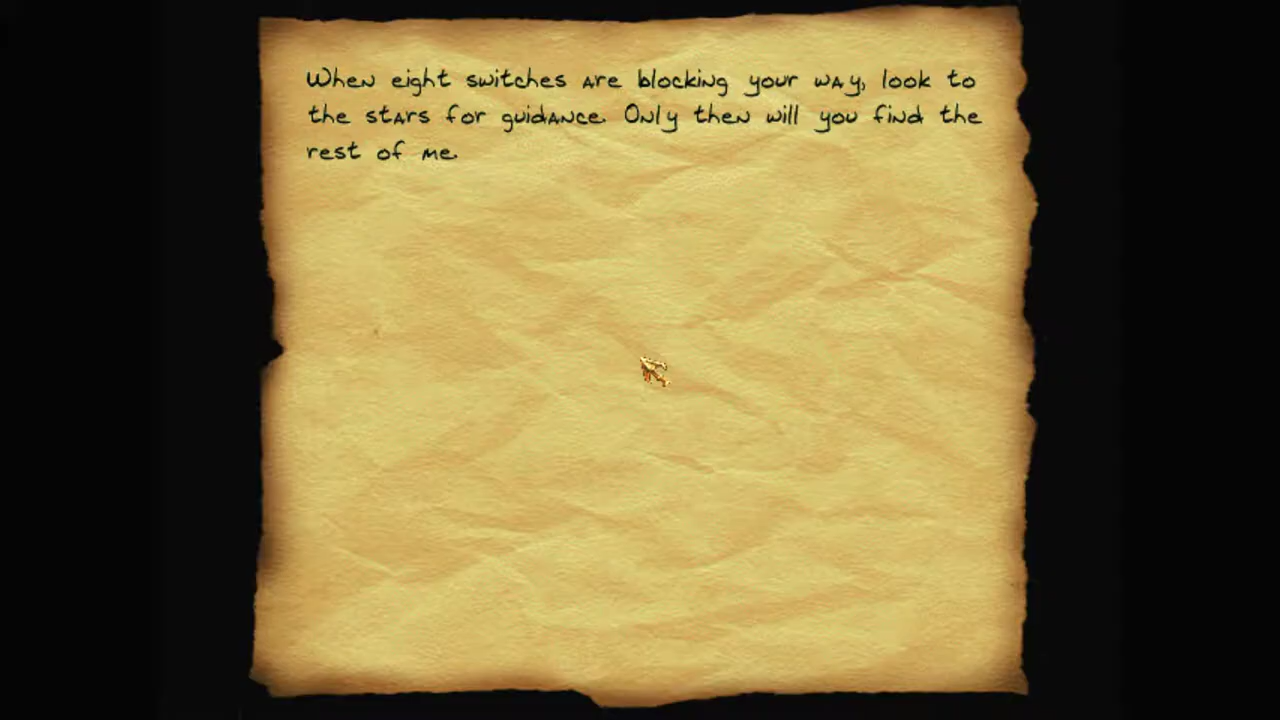 When eight switches are blocking your way, look to
the stars for guidance. Only then will you find the
rest of me.